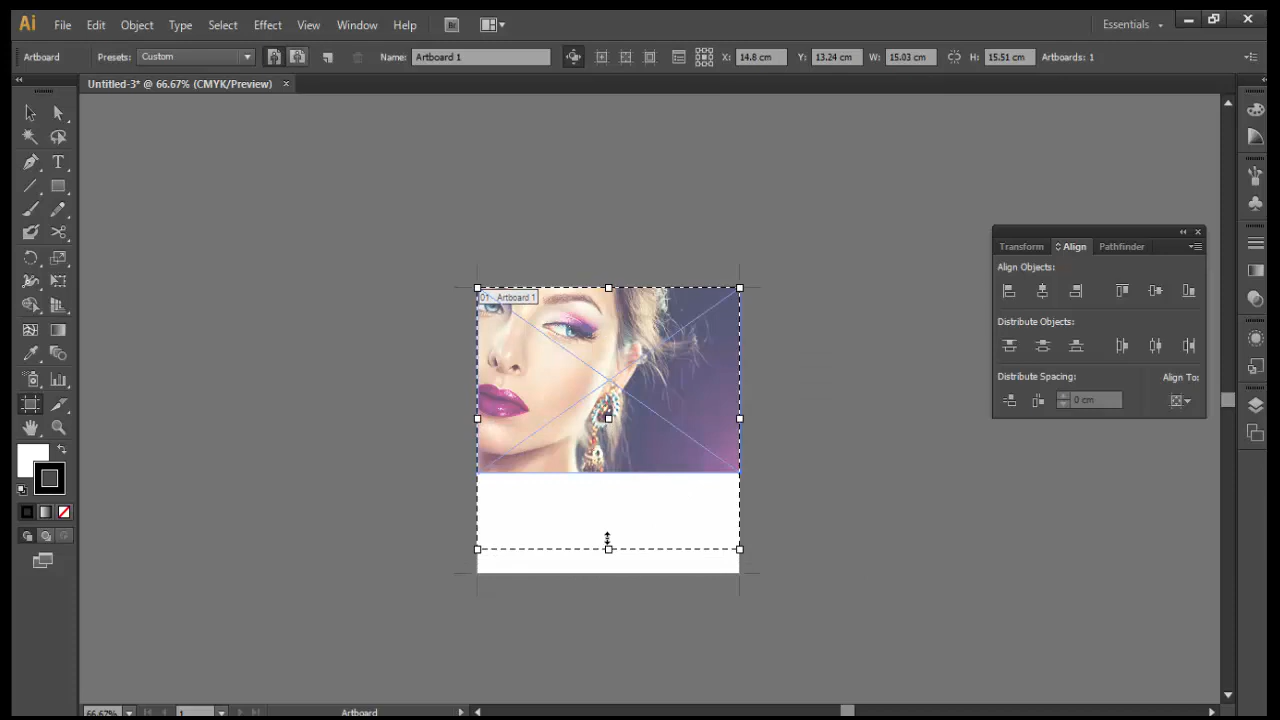 Ai File Edit Object Type Select Effect View Window Help Br Essentials
Artboard Presets: Custom Name: Artboard 1 X: 14.8 cm Y: 13.24 cm W: 15.03 cm H: 15.51 cm Artboards: 1
Untitled-3* @ 66.67% (CMYK/Preview) ×
Transform Align Pathfinder
Align Objects:
01 - Artboard 1
Distribute Objects:
Distribute Spacing: Align To:
0 cm
T
66.67% 1 Artboard